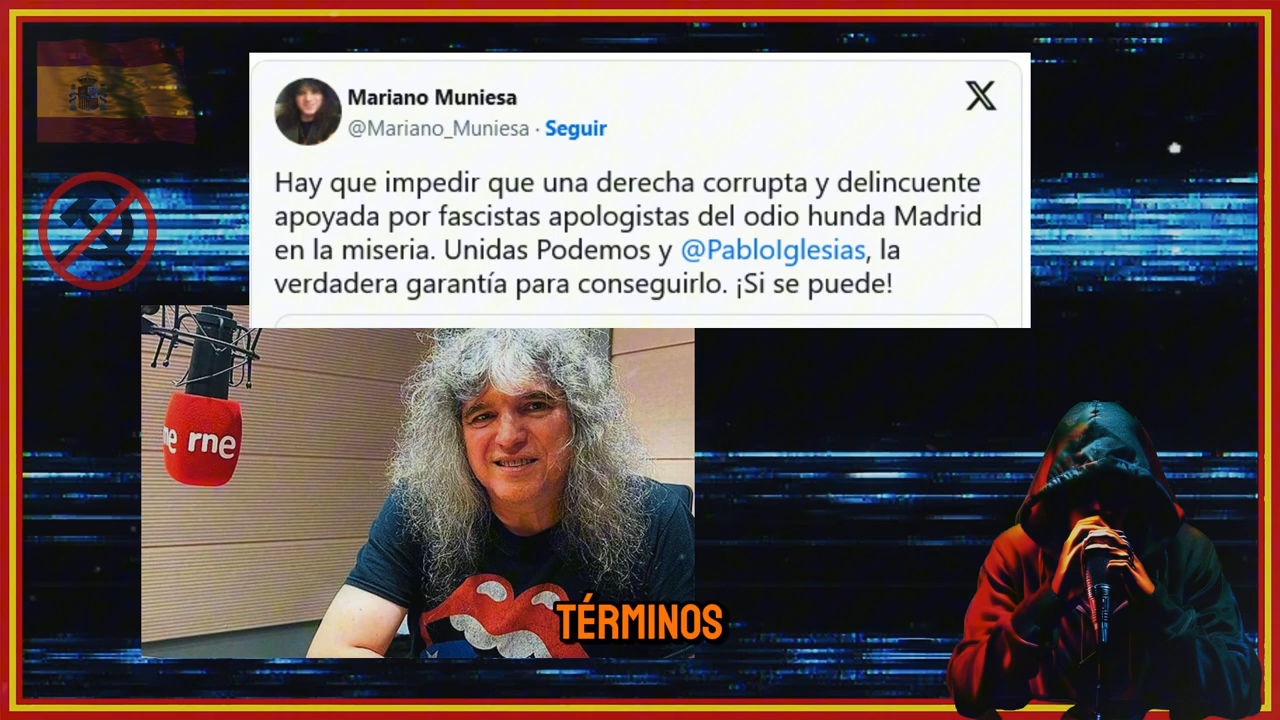 Mariano Muniesa
@Mariano_Muniesa · Seguir
Hay que impedir que una derecha corrupta y delincuente
apoyada por fascistas apologistas del odio hunda Madrid
en la miseria. Unidas Podemos y @PabloIglesias, la
verdadera garantía para conseguirlo. ¡Si se puede!
ne rne
TÉRMINOS